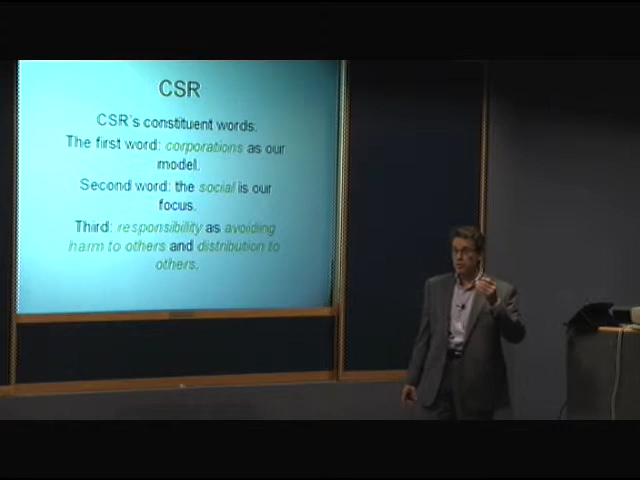 CSR
CSR's constituent words:
The first word: corporations as our
model.
Second word: the social is our
focus.
Third: responsibility as avoiding
harm to others and distribution to
others.